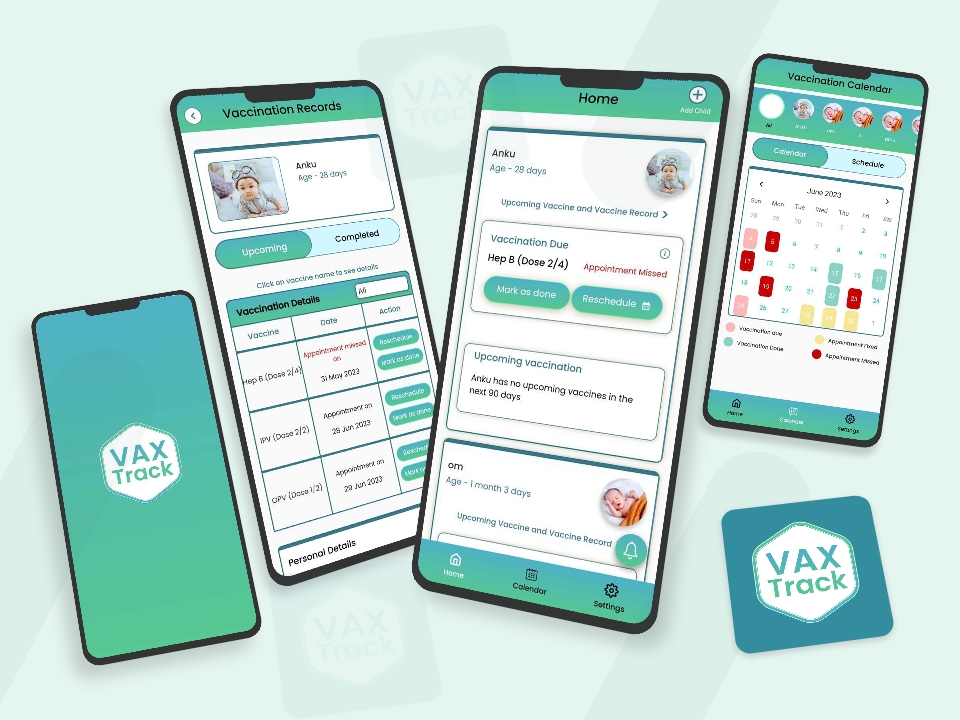 VAX
Track
Vaccination Records
Anku
Age - 28 days
Upcoming
Completed
Click on vaccine name to see details
Vaccination Details
All
Vaccine
Date
Action
Hep B (Dose 2/4)
Appointment missed
on
31 May 2023
Reschedule
Mark as done
IPV (Dose 2/2)
Appointment on
28 Jun 2023
Reschedule
Mark as done
OPV (Dose 1/2)
Appointment on
29 Jun 2023
Personal Details
VAX
Track
Home
Add Child
Anku
Age - 28 days
Upcoming Vaccine and Vaccine Record
Vaccination Due
Hep B (Dose 2/4)
Appointment Missed
Mark as done
Reschedule
Upcoming vaccination
Anku has no upcoming vaccines in the
next 90 days
om
Age - 1 month 3 days
Upcoming Vaccine and Vaccine Record
Home
Calendar
Settings
Vaccination Calendar
All
Calendar
Schedule
June 2023
Sun Mon Tue Wed Thu Fri Sat
28 29 30 31 1 2 3
4 5 6 7 8 9 10
11 12 13 14 15 16 17
18 19 20 21 22 23 24
25 26 27 28 29 30 1
Vaccination due
Appointment Fixed
Vaccination Done
Appointment Missed
Home
Calendar
Settings
VAX
Track
VAX
Track